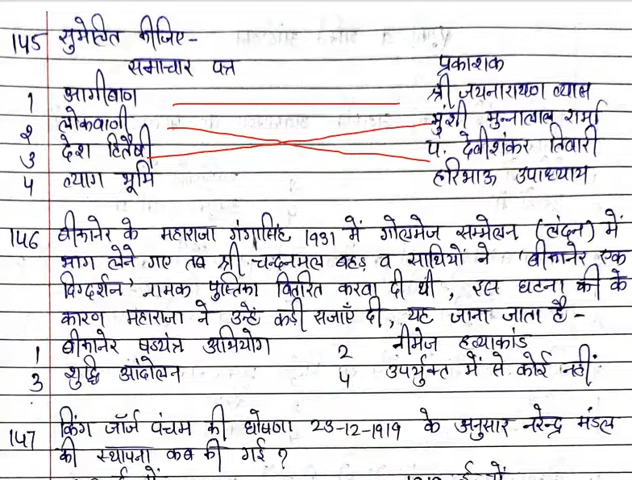 145 सुमेलित कीजिए-
समाचार पत्र प्रकाशक
1 आगीवाण श्री जयनारायण व्यास
2 लोकवाणी मुंशी मुन्नालाल शर्मा
3 देश हितैषी पं. देवीशंकर तिवारी
4 त्याग भूमि हरिभाऊ उपाध्याय
146 बीकानेर के महाराजा गंगासिंह 1931 में गोलमेज सम्मेलन (लंदन) में
भाग लेने गए तब श्री चन्दनमल बहड़ व साथियों ने 'बीकानेर एक
दिग्दर्शन' नामक पुस्तिका वितरित करवा दी थी, इस घटना की के
कारण महाराजा ने उन्हें कड़ी सजाएँ दी, यह जाना जाता है-
1 बीकानेर षड्यंत्र अभियोग 2 नीमेज हत्याकांड
3 शुद्धि आंदोलन 4 उपर्युक्त में से कोई नहीं
147 किंग जॉर्ज पंचम की घोषणा 23-12-1919 के अनुसार नरेन्द्र मंडल
की स्थापना कब की गई?